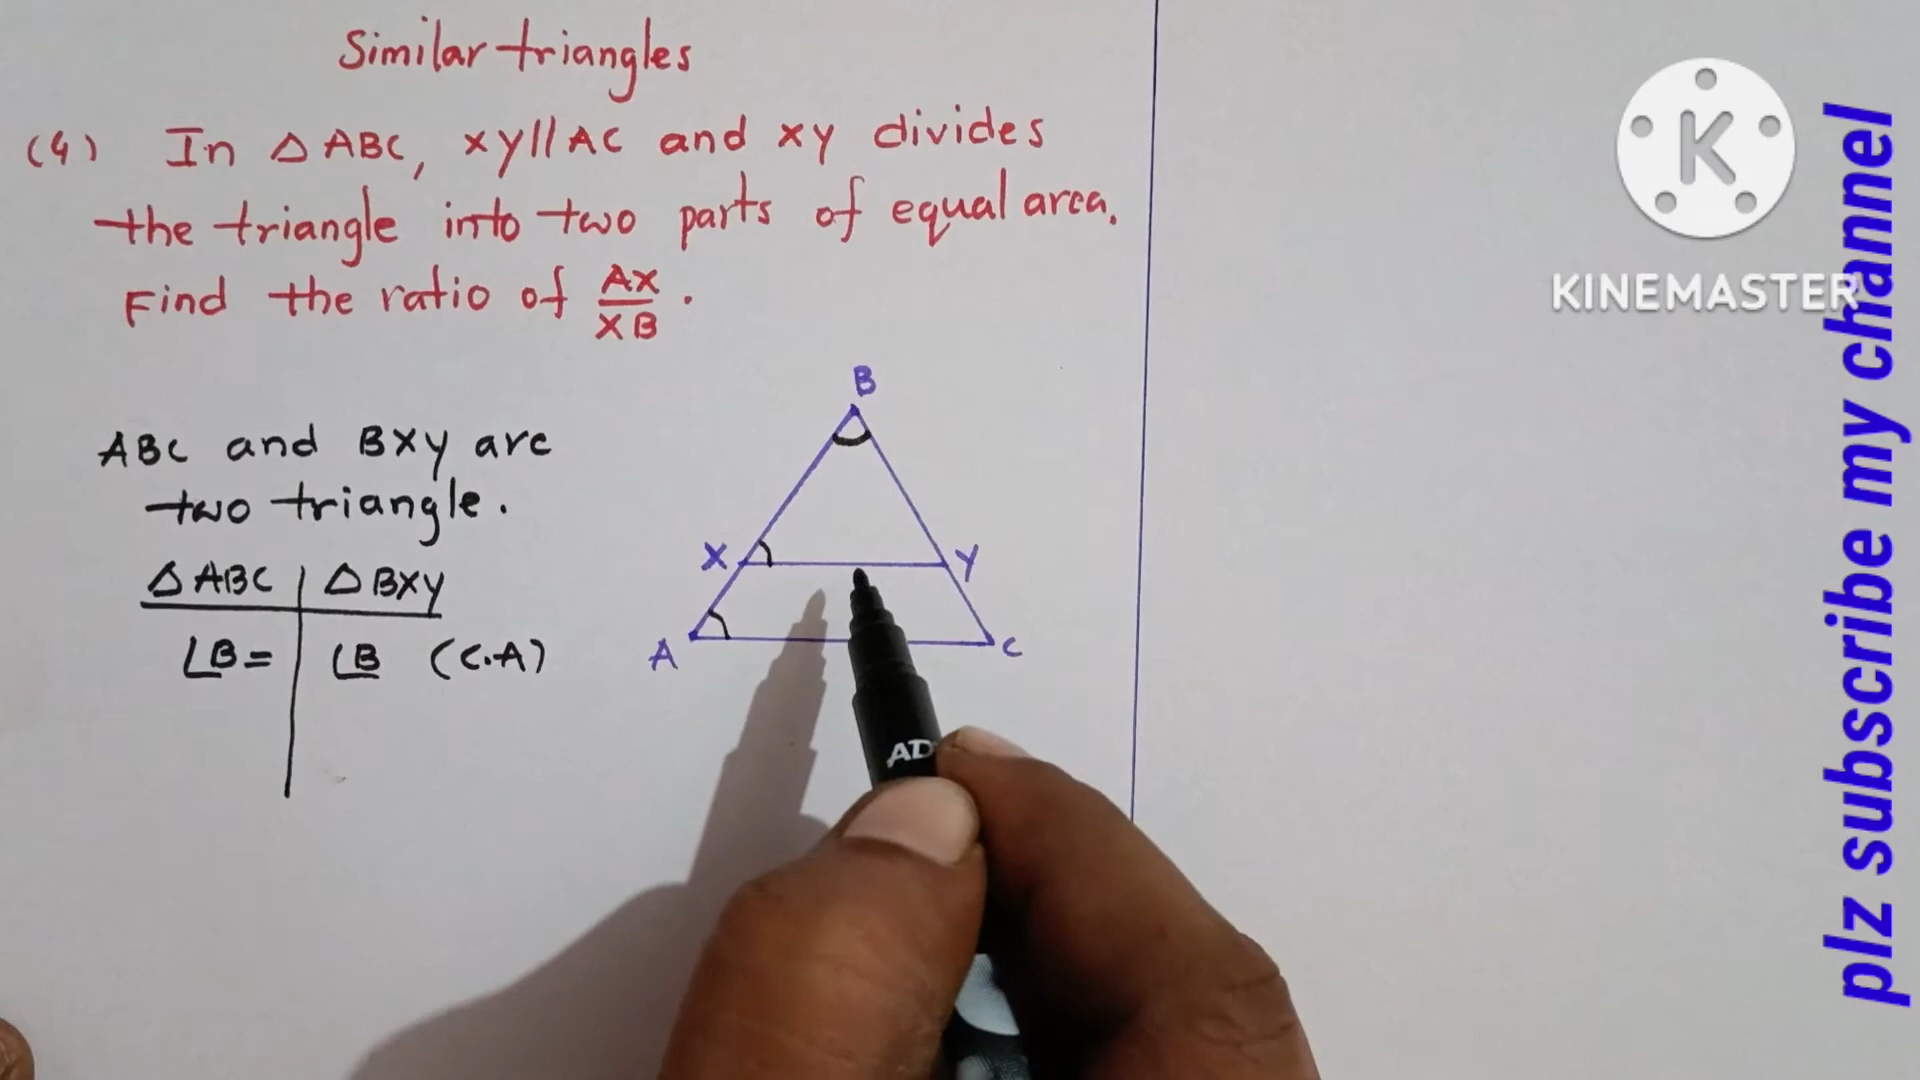 Similar triangles
(4) In △ ABC, XY||AC and XY divides
the triangle into two parts of equal area.
Find the ratio of AX/XB.
ABC and BXY are
two triangle.
△ ABC | △ BXY
∠B= | ∠B (C.A)
B
X
Y
A
C
AD
K
KINEMASTER
plz subscribe my channel